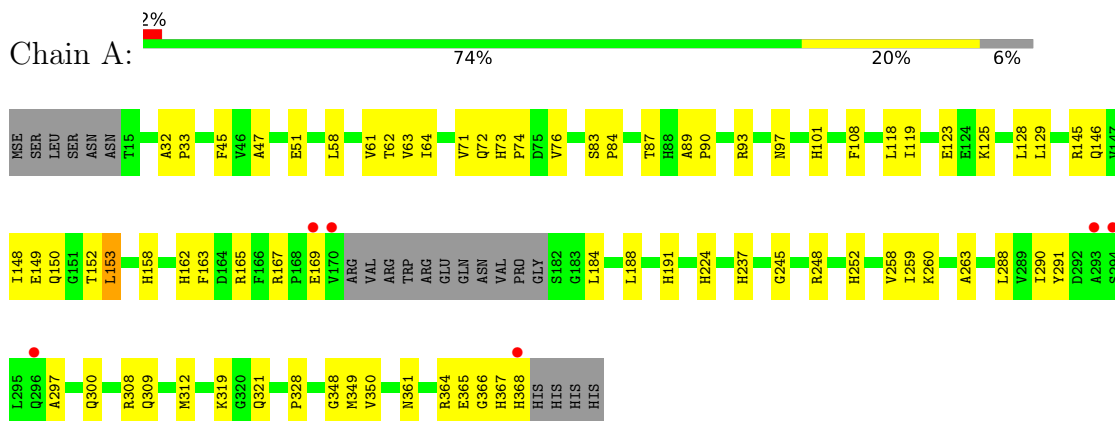 2%
Chain A:
74% 20% 6%
MSE SER LEU SER ASN ASN T15 A32 P33 F45 V46 A47 E51 L58 V61 T62 V63 I64 V71 Q72 H73 P74 D75 V76 S83 P84 T87 H88 A89 P90 R93 N97 H101 F108 L118 I119 E123 E124 K125 L128 L129 R145 Q146 V147
I148 E149 Q150 G151 T152 L153 H158 H162 F163 D164 R165 F166 R167 P168 E169 V170 ARG VAL ARG TRP ARG GLU GLN ASN VAL PRO GLY S182 G183 L184 L188 H191 H224 H237 G245 R248 H252 V258 I259 K260 A263 L288 V289 I290 Y291 D292 A293 S294
L295 Q296 A297 Q300 R308 Q309 M312 K319 G320 Q321 P328 G348 M349 V350 N361 R364 E365 G366 H367 H368 HIS HIS HIS HIS